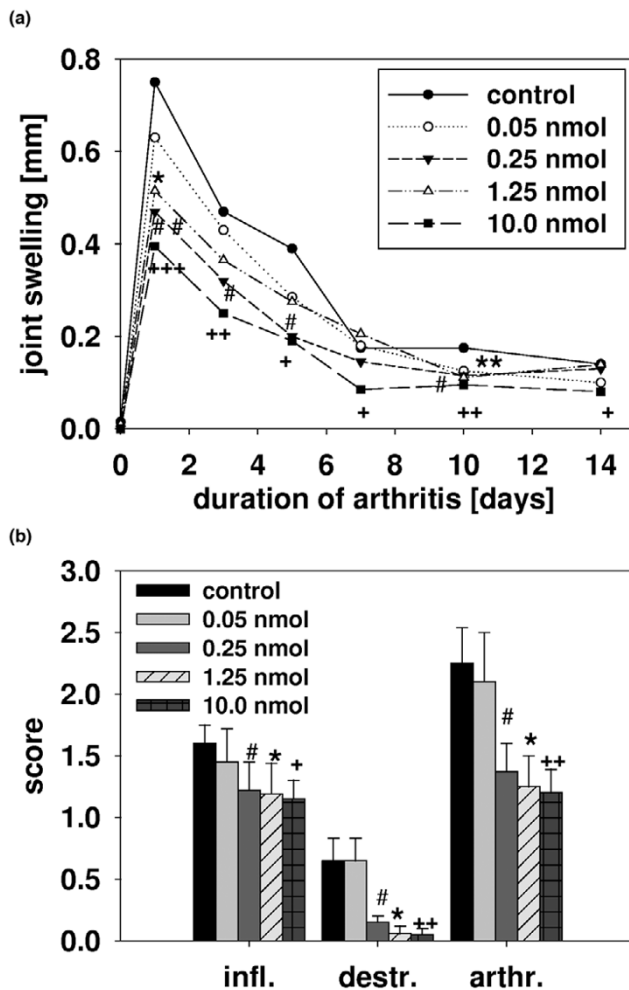 (a)
0.8
0.6
0.4
0.2
0.0
joint swelling [mm]
control
0.05 nmol
0.25 nmol
1.25 nmol
10.0 nmol
*
# #
+++
#
++
#
+
+
**
#
++
+
0 2 4 6 8 10 12 14
duration of arthritis [days]
(b)
3.0
2.5
2.0
1.5
1.0
0.5
0.0
score
control
0.05 nmol
0.25 nmol
1.25 nmol
10.0 nmol
# * +
# * ++
# * ++
infl. destr. arthr.